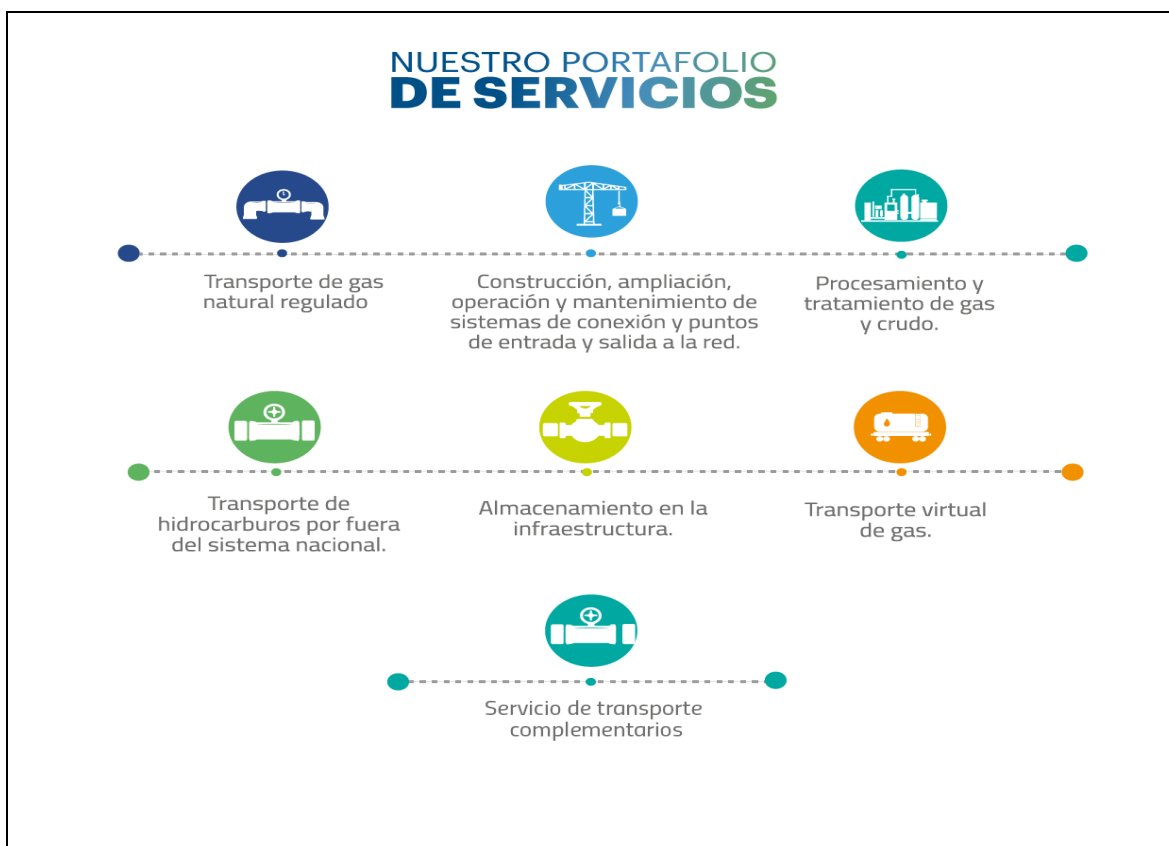 NUESTRO PORTAFOLIO
DE SERVICIOS
Transporte de gas
natural regulado
Construcción, ampliación,
operación y mantenimiento de
sistemas de conexión y puntos
de entrada y salida a la red.
Procesamiento y
tratamiento de gas
y crudo.
Transporte de
hidrocarburos por fuera
del sistema nacional.
Almacenamiento en la
infraestructura.
Transporte virtual
de gas.
Servicio de transporte
complementarios